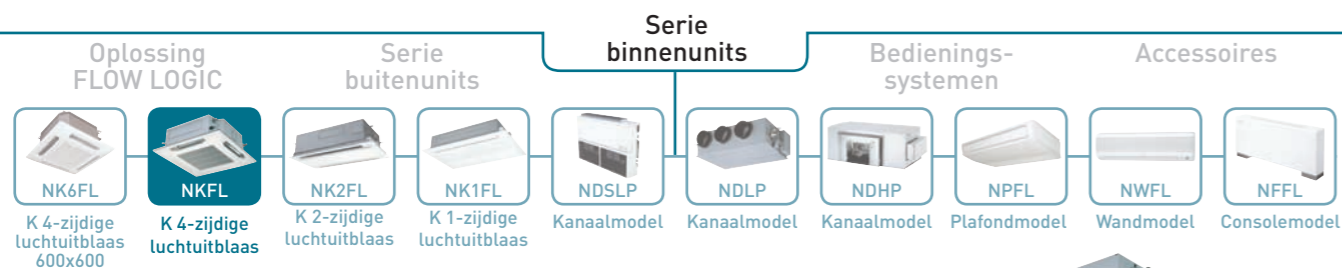 Oplossing
FLOW LOGIC
Serie
buitenunits
Serie
binnenunits
Bedienings-
systemen
Accessoires
NK6FL
K 4-zijdige
luchtuitblaas
600x600
NKFL
K 4-zijdige
luchtuitblaas
NK2FL
K 2-zijdige
luchtuitblaas
NK1FL
K 1-zijdige
luchtuitblaas
NDSLP
Kanaalmodel
NDLP
Kanaalmodel
NDHP
Kanaalmodel
NPFL
Plafondmodel
NWFL
Wandmodel
NFFL
Consolemodel